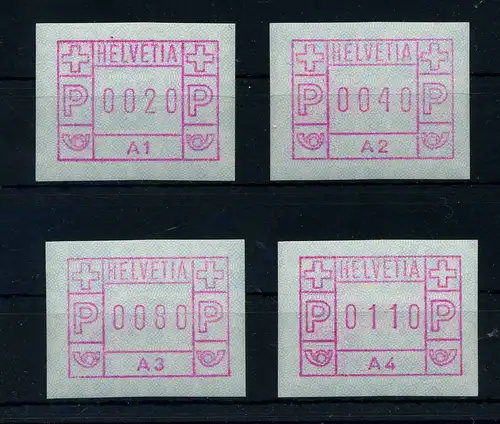 HELVETIA
P 0020 P
A1
HELVETIA
P 0040 P
A2
HELVETIA
P 0080 P
A3
HELVETIA
P 0110 P
A4